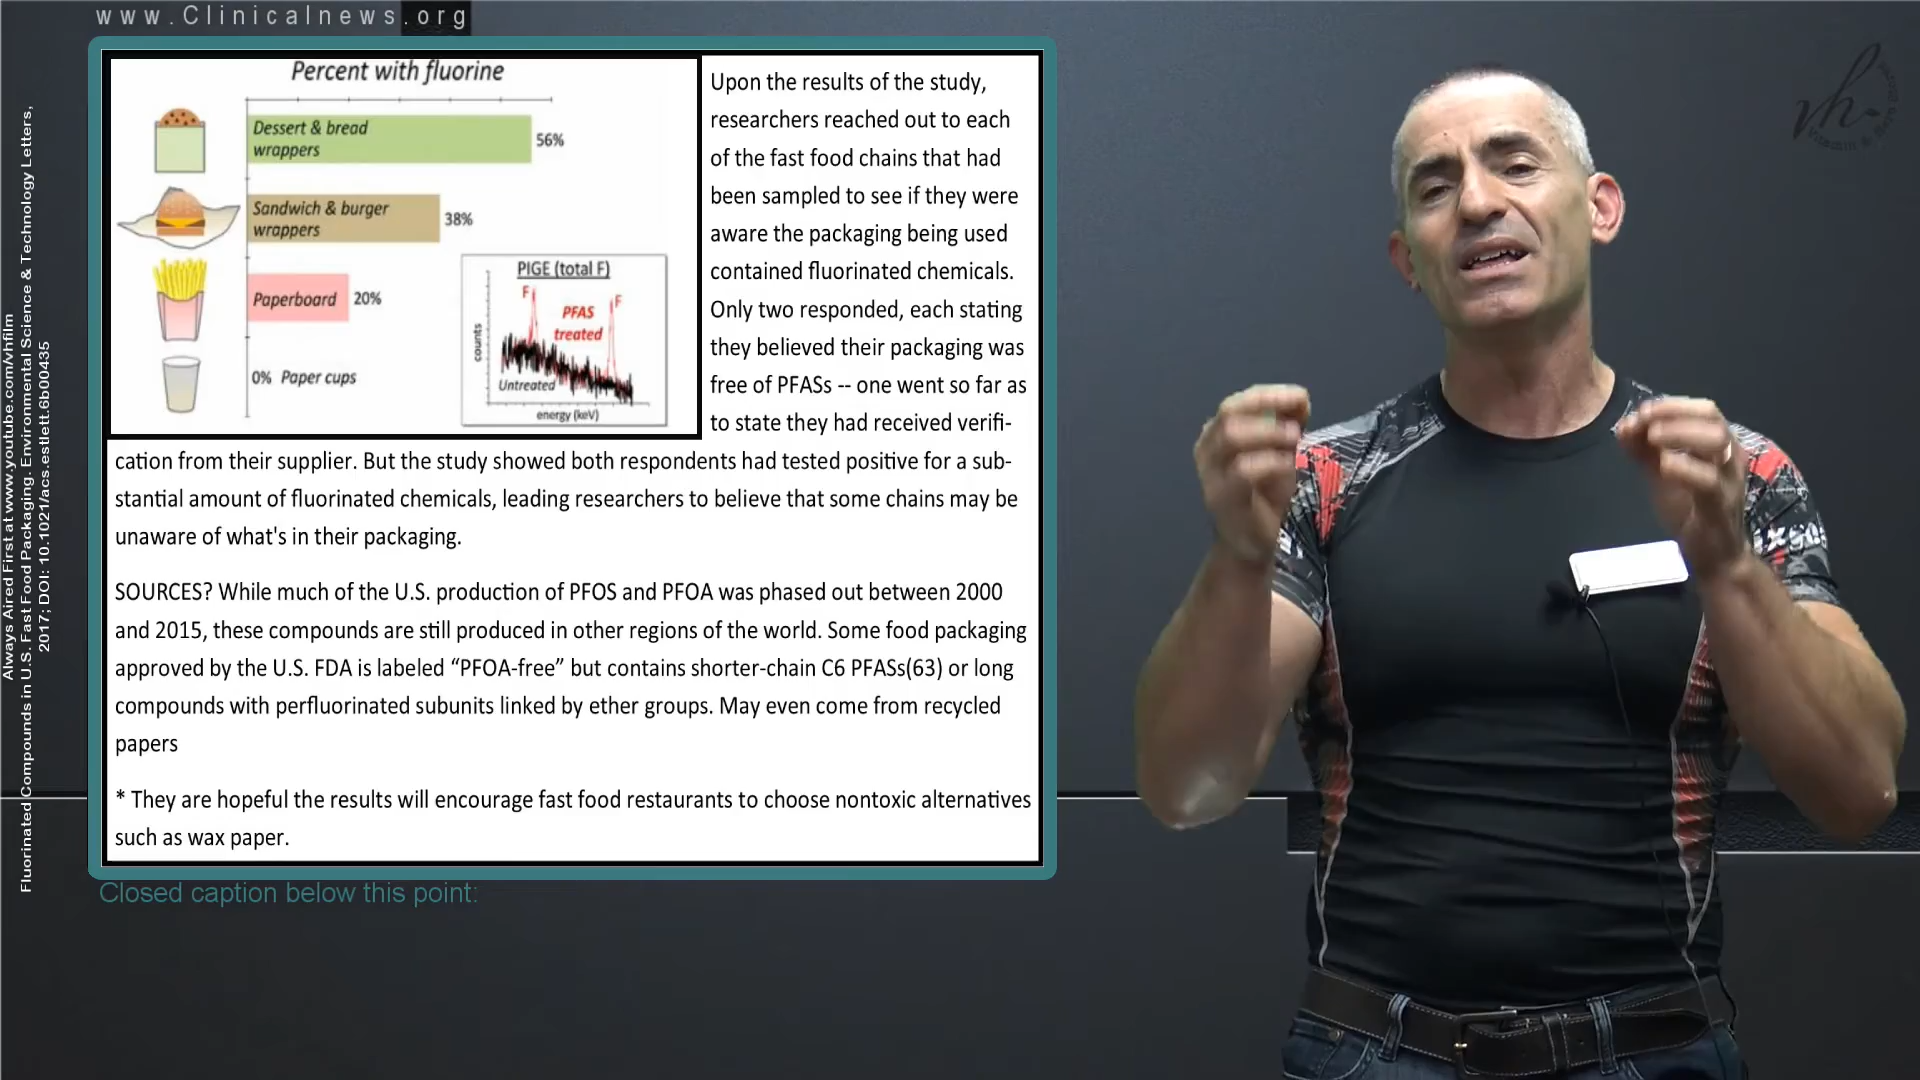 www.Clinicalnews.org
Always Aired First at www.youtube.com/vhfilm
Fluorinated Compounds in U.S. Fast Food Packaging. Environmental Science & Technology Letters,
2017; DOI: 10.1021/acs.estlett.6b00435
Percent with fluorine
Dessert & bread
wrappers
56%
Sandwich & burger
wrappers
38%
Paperboard
20%
0% Paper cups
PIGE (total F)
F
F
PFAS
treated
counts
Untreated
energy (keV)
Upon the results of the study,
researchers reached out to each
of the fast food chains that had
been sampled to see if they were
aware the packaging being used
contained fluorinated chemicals.
Only two responded, each stating
they believed their packaging was
free of PFASs -- one went so far as
to state they had received verifi-
cation from their supplier. But the study showed both respondents had tested positive for a sub-
stantial amount of fluorinated chemicals, leading researchers to believe that some chains may be
unaware of what's in their packaging.
SOURCES? While much of the U.S. production of PFOS and PFOA was phased out between 2000
and 2015, these compounds are still produced in other regions of the world. Some food packaging
approved by the U.S. FDA is labeled “PFOA-free” but contains shorter-chain C6 PFASs(63) or long
compounds with perfluorinated subunits linked by ether groups. May even come from recycled
papers
* They are hopeful the results will encourage fast food restaurants to choose nontoxic alternatives
such as wax paper.
Closed caption below this point:
vh